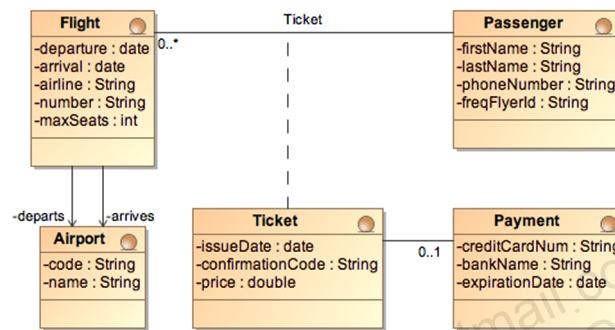 Flight
-departure : date
-arrival : date
-airline : String
-number : String
-maxSeats : int
0..*
Ticket
Passenger
-firstName : String
-lastName : String
-phoneNumber : String
-freqFlyerId : String
-departs
-arrives
Airport
-code : String
-name : String
Ticket
-issueDate : date
-confirmationCode : String
-price : double
0..1
Payment
-creditCardNum : String
-bankName : String
-expirationDate : date